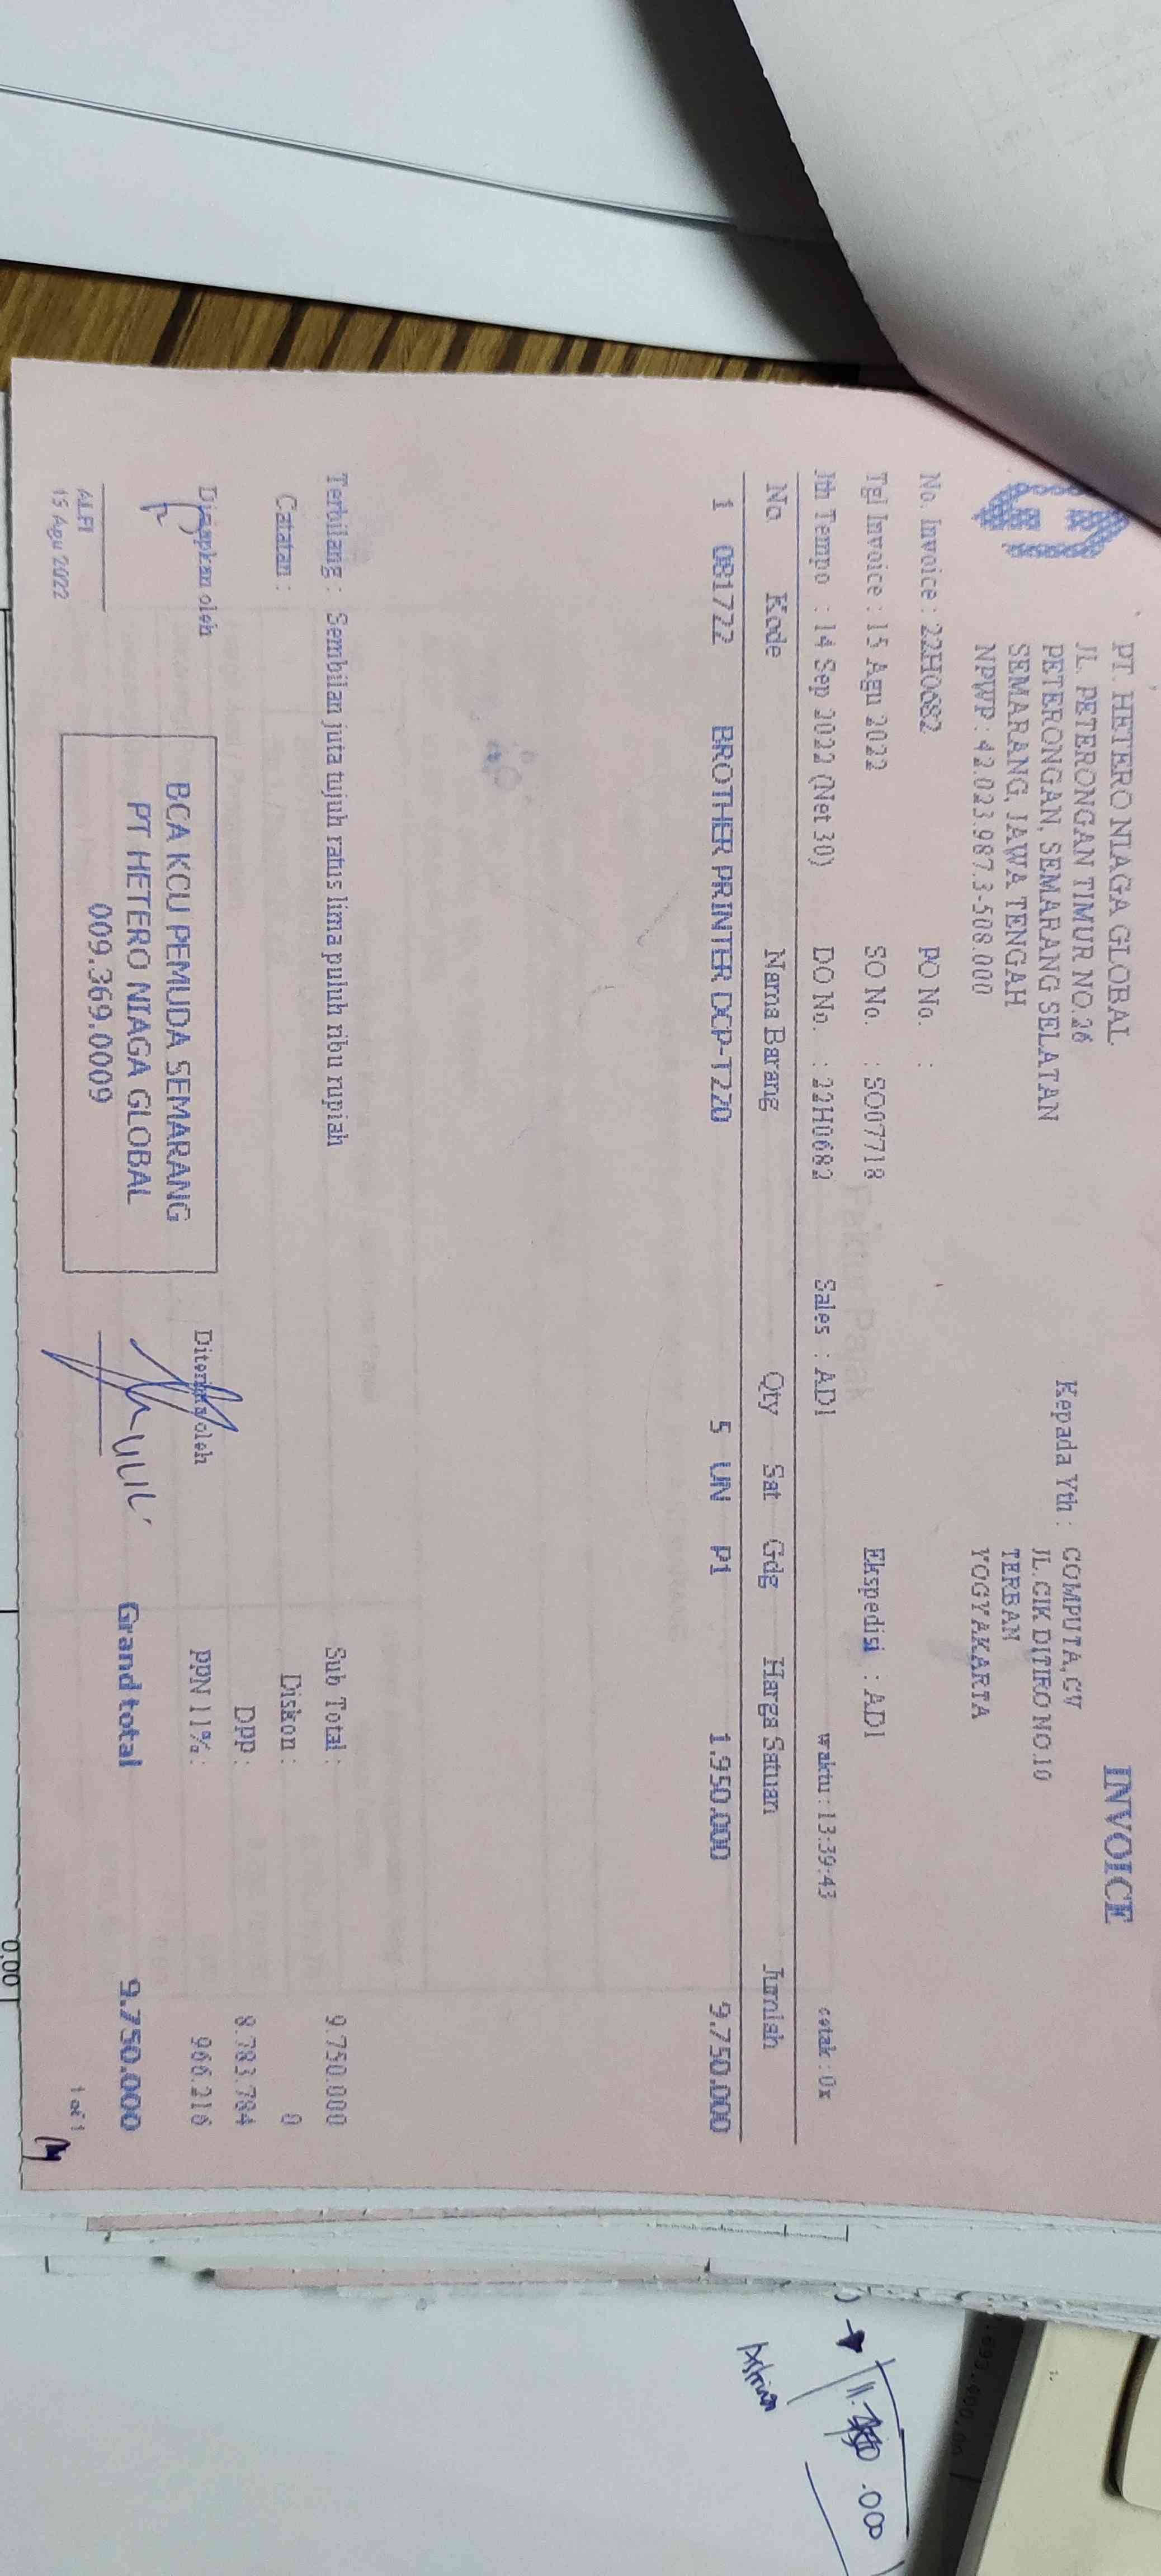 PT. HETERO NIAGA GLOBAL
JL. PETERONGAN TIMUR NO.26
PETERONGAN, SEMARANG SELATAN
SEMARANG, JAWA TENGAH
NPWP : 42.023.987.3-508.000
INVOICE
Kepada Yth : COMPUTA, CV
JL. CIK DITIRO NO.10
TERBAN
YOGYAKARTA
No. Invoice : 22H0682 PO No. :
Tgl Invoice : 15 Agu 2022 SO No. : SO07718 Ekspedisi : ADI
Jth Tempo : 14 Sep 2022 (Net 30) DO No. : 22H0682 Sales : ADI waktu : 13:39:43 cetak : 0x
No. Kode Nama Barang Qty Sat Gdg Harga Satuan Jumlah
1 081722 BROTHER PRINTER DCP-T220 5 UN P1 1.950.000 9.750.000
Terbilang : Sembilan juta tujuh ratus lima puluh ribu rupiah
Sub Total : 9.750.000
Catatan :
Diskon : 0
DPP : 8.783.784
Disiapkan oleh
Diterima oleh
PPN 11% : 966.216
BCA KCU PEMUDA SEMARANG
PT HETERO NIAGA GLOBAL
009.369.0009
Grand total 9.750.000
ALFI
15 Agu 2022
1 of 1
0.00
Faktur Pajak
.000